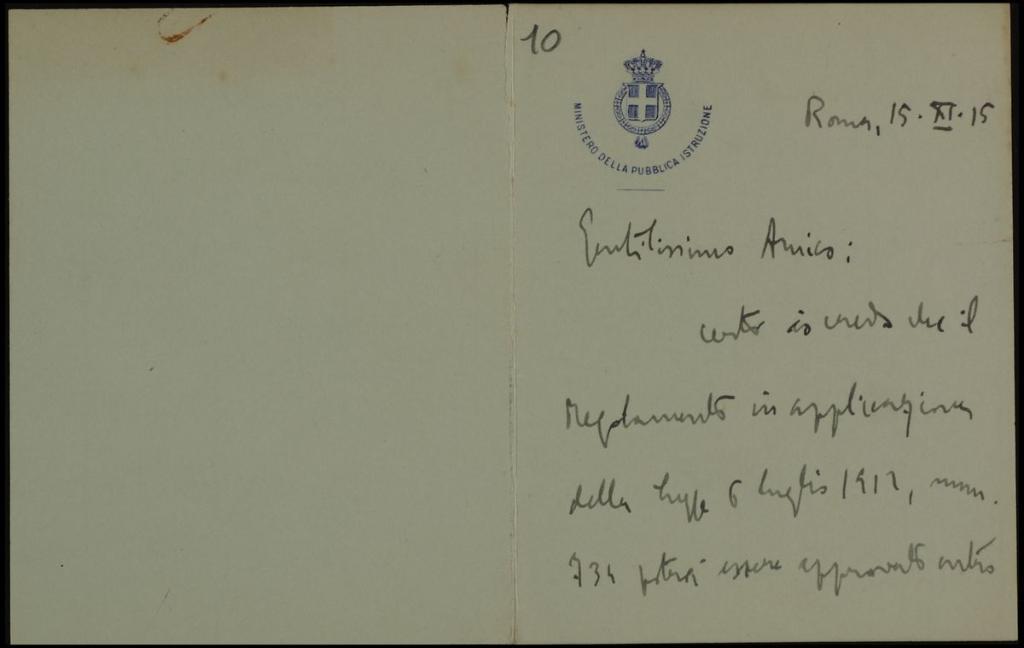 10
MINISTERO DELLA PUBBLICA ISTRUZIONE
Roma, 15. XI. 15
Gentilissimo Amico:
certo io credo che il
Regolamento in applicazione
della legge 6 luglio 1912, num.
734 potrà essere approvato entro